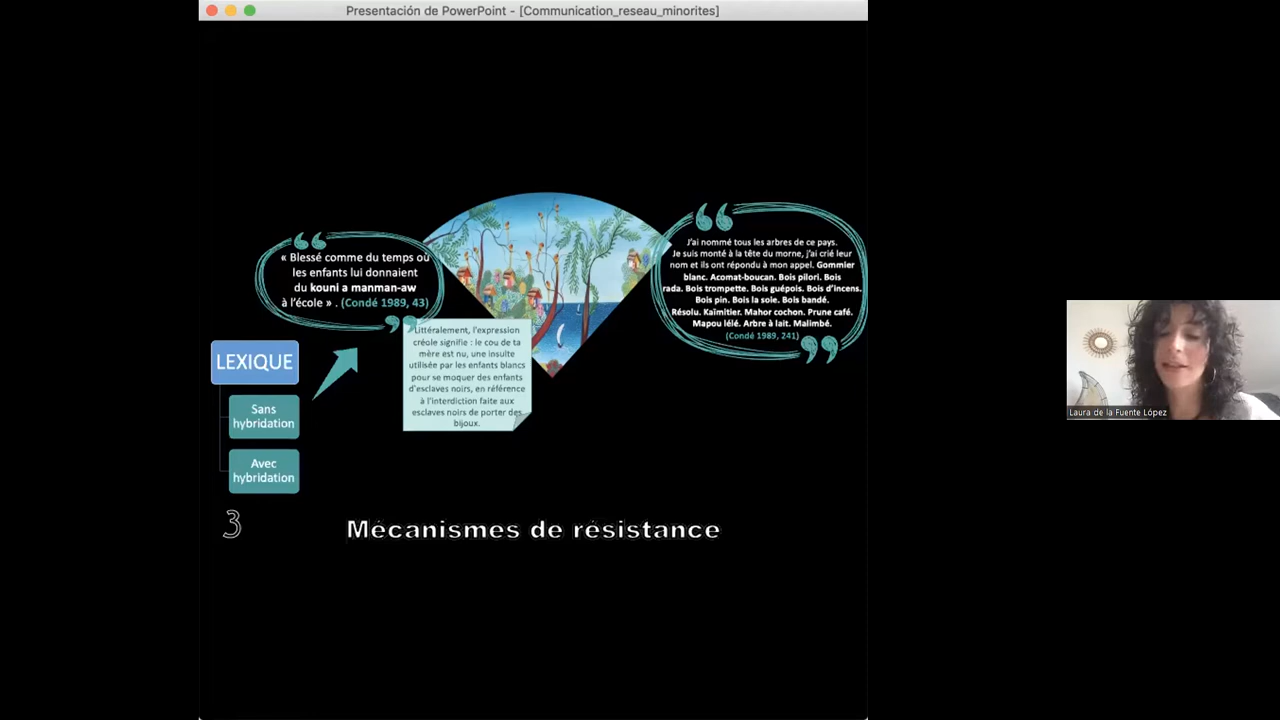 Presentación de PowerPoint - [Communication_reseau_minorites]
« Blessé comme du temps où
les enfants lui donnaient
du kouni a manman-aw
à l'école » . (Condé 1989, 43)
J'ai nommé tous les arbres de ce pays.
Je suis monté à la tête du morne, j'ai crié leur
nom et ils ont répondu à mon appel. Gommier
blanc. Acomat-boucan. Bois pilori. Bois
rada. Bois trompette. Bois guépois. Bois d'incens.
Bois pin. Bois la soie. Bois bandé.
Résolu. Kaïmitier. Mahor cochon. Prune café.
Mapou lélé. Arbre à lait. Malimbé.
(Condé 1989, 241)
Littéralement, l'expression
créole signifie : le cou de ta
mère est nu, une insulte
utilisée par les enfants blancs
pour se moquer des enfants
d'esclaves noirs, en référence
à l'interdiction faite aux
esclaves noirs de porter des
bijoux.
LEXIQUE
Sans
hybridation
Avec
hybridation
3
Mécanismes de résistance
Laura de la Fuente López